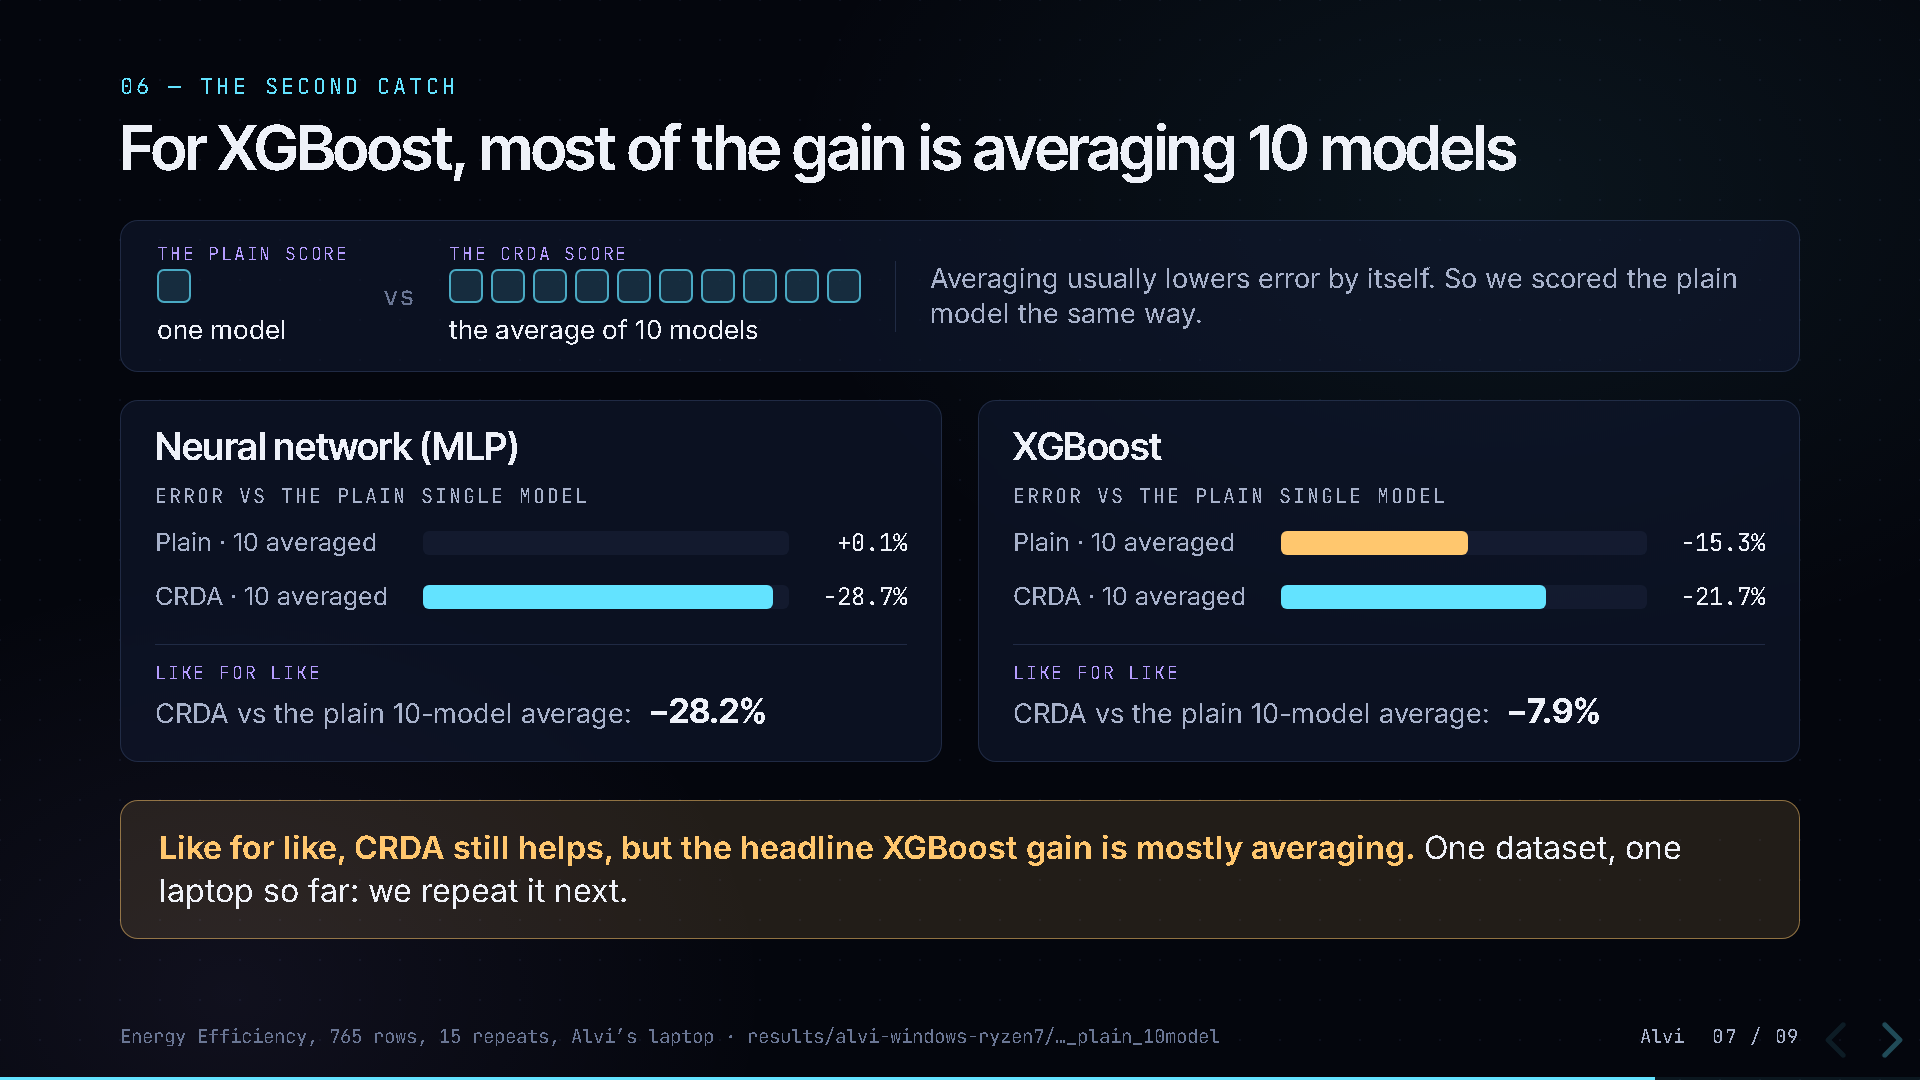 06 — THE SECOND CATCH
For XGBoost, most of the gain is averaging 10 models
THE PLAIN SCORE
one model
vs
THE CRDA SCORE
the average of 10 models
Averaging usually lowers error by itself. So we scored the plain
model the same way.
Neural network (MLP)
ERROR VS THE PLAIN SINGLE MODEL
Plain · 10 averaged +0.1%
CRDA · 10 averaged -28.7%
LIKE FOR LIKE
CRDA vs the plain 10-model average: −28.2%
XGBoost
ERROR VS THE PLAIN SINGLE MODEL
Plain · 10 averaged -15.3%
CRDA · 10 averaged -21.7%
LIKE FOR LIKE
CRDA vs the plain 10-model average: −7.9%
Like for like, CRDA still helps, but the headline XGBoost gain is mostly averaging. One dataset, one
laptop so far: we repeat it next.
Energy Efficiency, 765 rows, 15 repeats, Alvi’s laptop · results/alvi-windows-ryzen7/…_plain_10model
Alvi 07 / 09